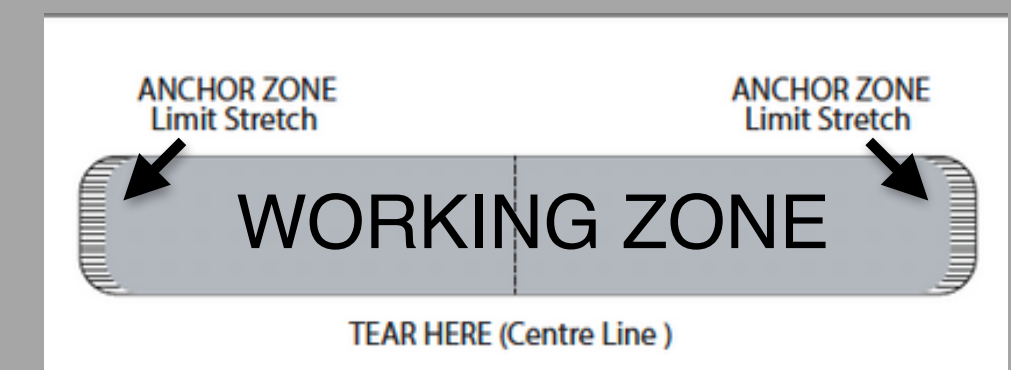 ANCHOR ZONE
Limit Stretch
ANCHOR ZONE
Limit Stretch
WORKING ZONE
TEAR HERE (Centre Line )